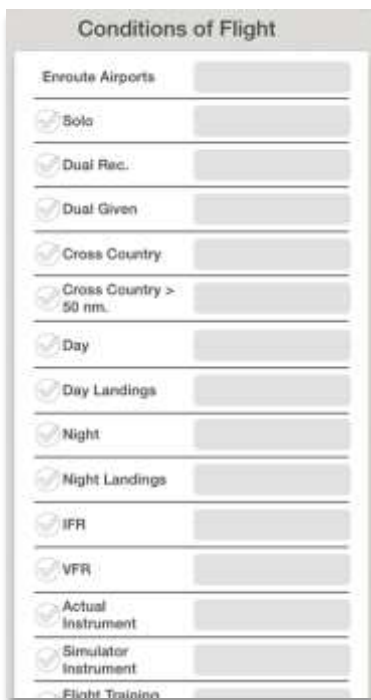 Conditions of Flight
Enroute Airports
Solo
Dual Rec.
Dual Given
Cross Country
Cross Country >
50 nm.
Day
Day Landings
Night
Night Landings
IFR
VFR
Actual
Instrument
Simulator
Instrument
Flight Training